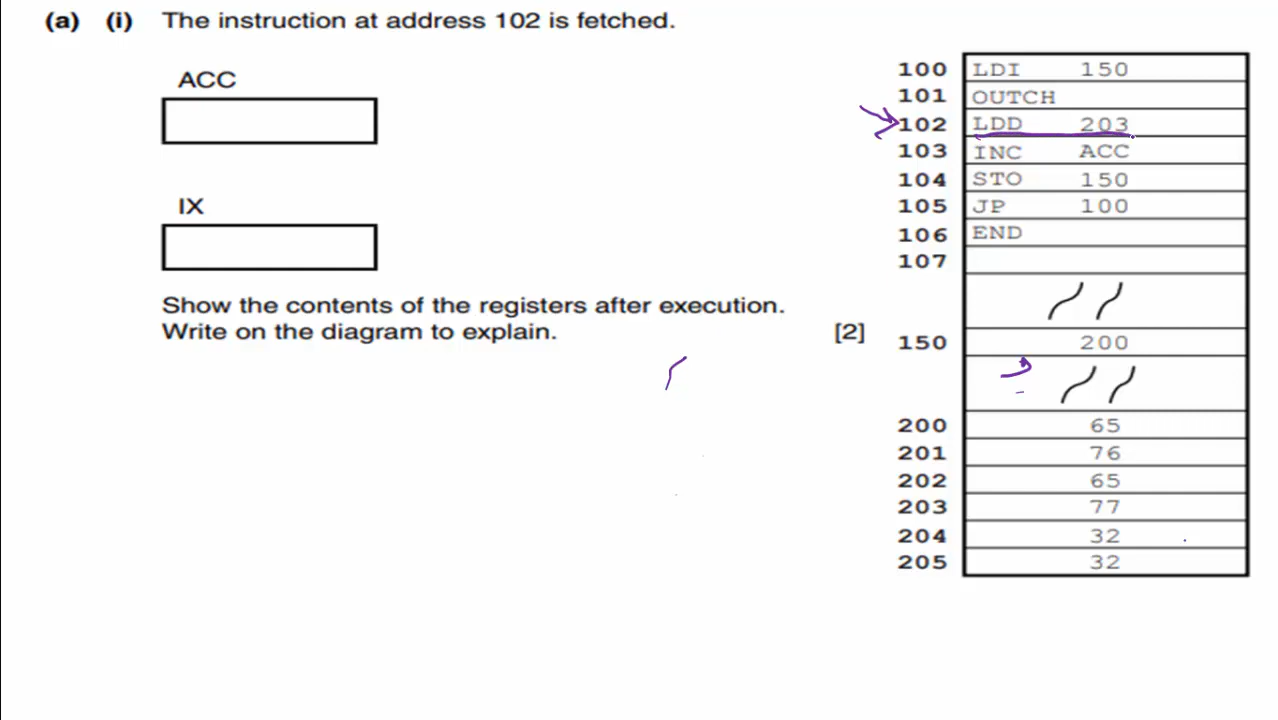 (a) (i) The instruction at address 102 is fetched.
ACC
IX
Show the contents of the registers after execution.
Write on the diagram to explain. [2]
100 LDI 150
101 OUTCH
102 LDD 203
103 INC ACC
104 STO 150
105 JP 100
106 END
107
150 200
200 65
201 76
202 65
203 77
204 32
205 32